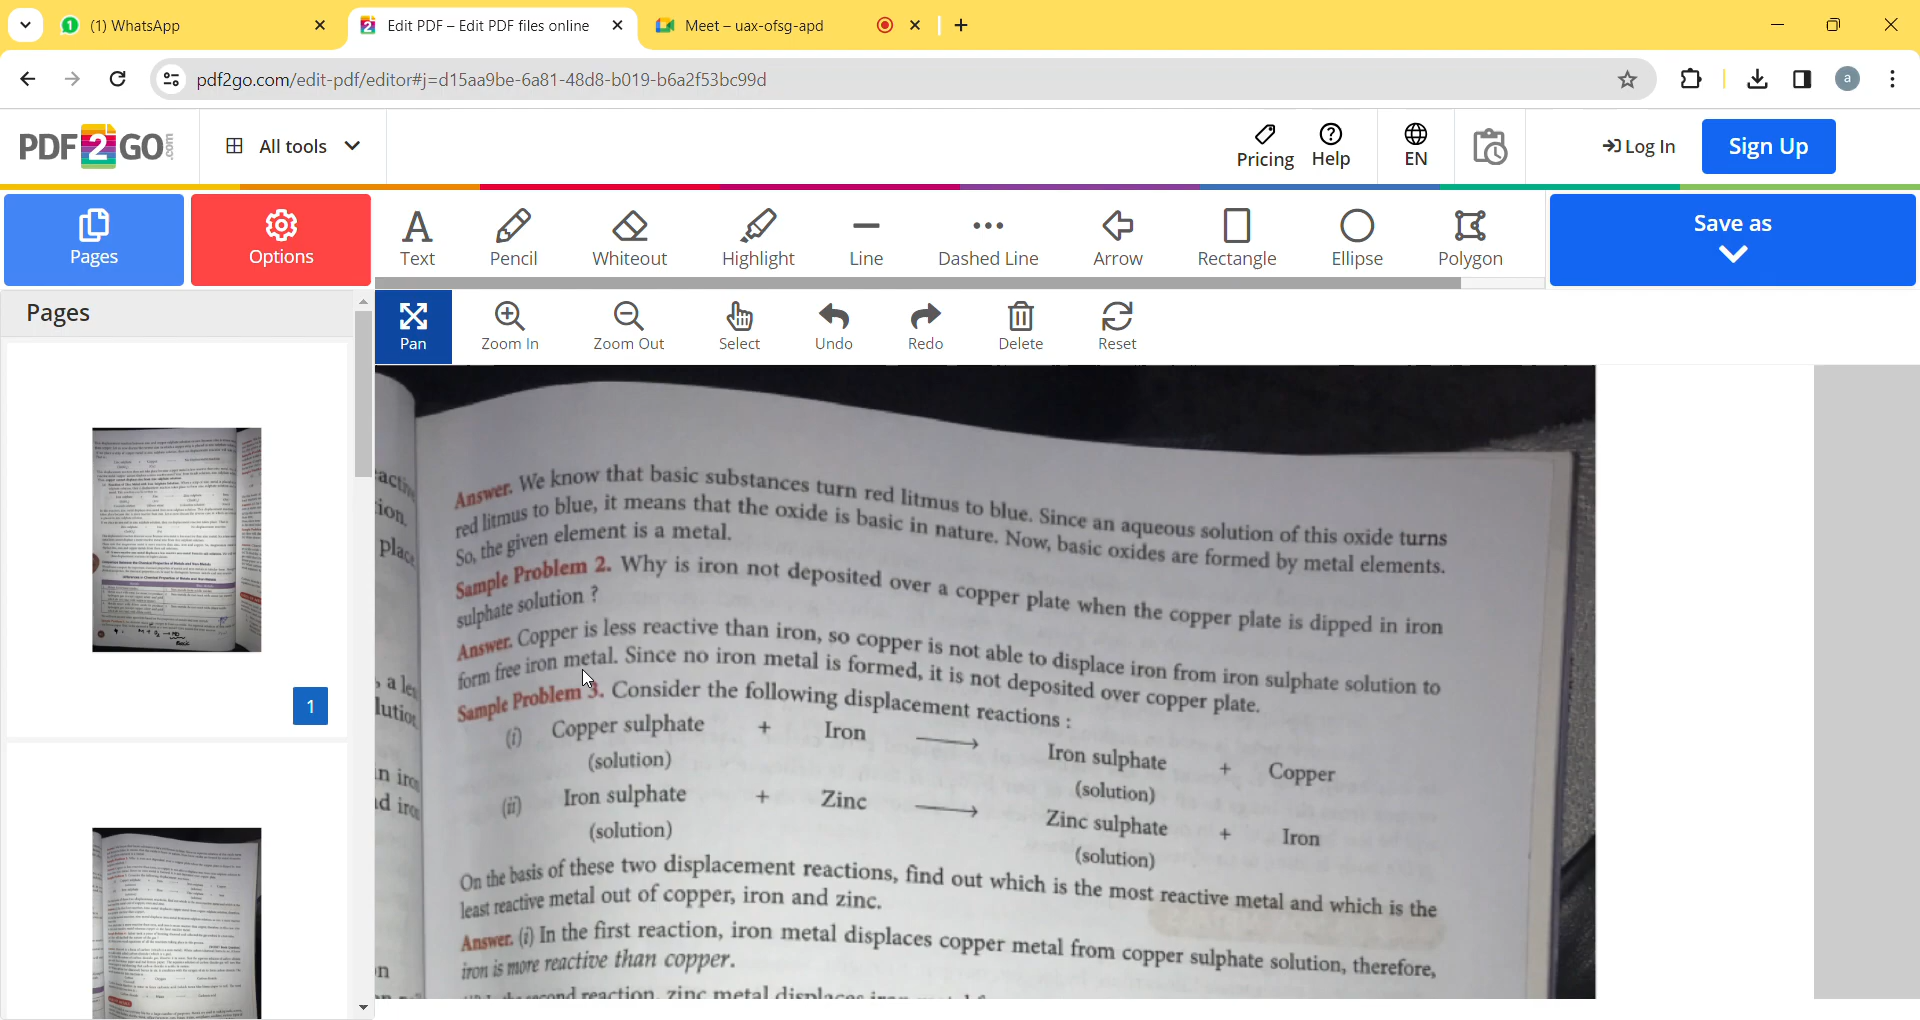 (1) WhatsApp
Edit PDF – Edit PDF files online
Meet – uax-ofsg-apd
pdf2go.com/edit-pdf/editor#j=d15aa9be-6a81-48d8-b019-b6a2f53bc99d
a
PDF2GO.com
All tools
Pricing
Help
EN
Log In
Sign Up
Pages
Options
Text
Pencil
Whiteout
Highlight
Line
Dashed Line
Arrow
Rectangle
Ellipse
Polygon
Save as
Pages
Pan
Zoom In
Zoom Out
Select
Undo
Redo
Delete
Reset
1
Answer. We know that basic substances turn red litmus to blue. Since an aqueous solution of this oxide turns
red litmus to blue, it means that the oxide is basic in nature. Now, basic oxides are formed by metal elements.
So, the given element is a metal.
Sample Problem 2. Why is iron not deposited over a copper plate when the copper plate is dipped in iron
sulphate solution ?
Answer. Copper is less reactive than iron, so copper is not able to displace iron from iron sulphate solution to
form free iron metal. Since no iron metal is formed, it is not deposited over copper plate.
Sample Problem 3. Consider the following displacement reactions :
(i) Copper sulphate + Iron ⟶ Iron sulphate + Copper
(solution) (solution)
(ii) Iron sulphate + Zinc ⟶ Zinc sulphate + Iron
(solution) (solution)
On the basis of these two displacement reactions, find out which is the most reactive metal and which is the
least reactive metal out of copper, iron and zinc.
Answer. (i) In the first reaction, iron metal displaces copper metal from copper sulphate solution, therefore,
iron is more reactive than copper.
second reaction, zinc metal displaces